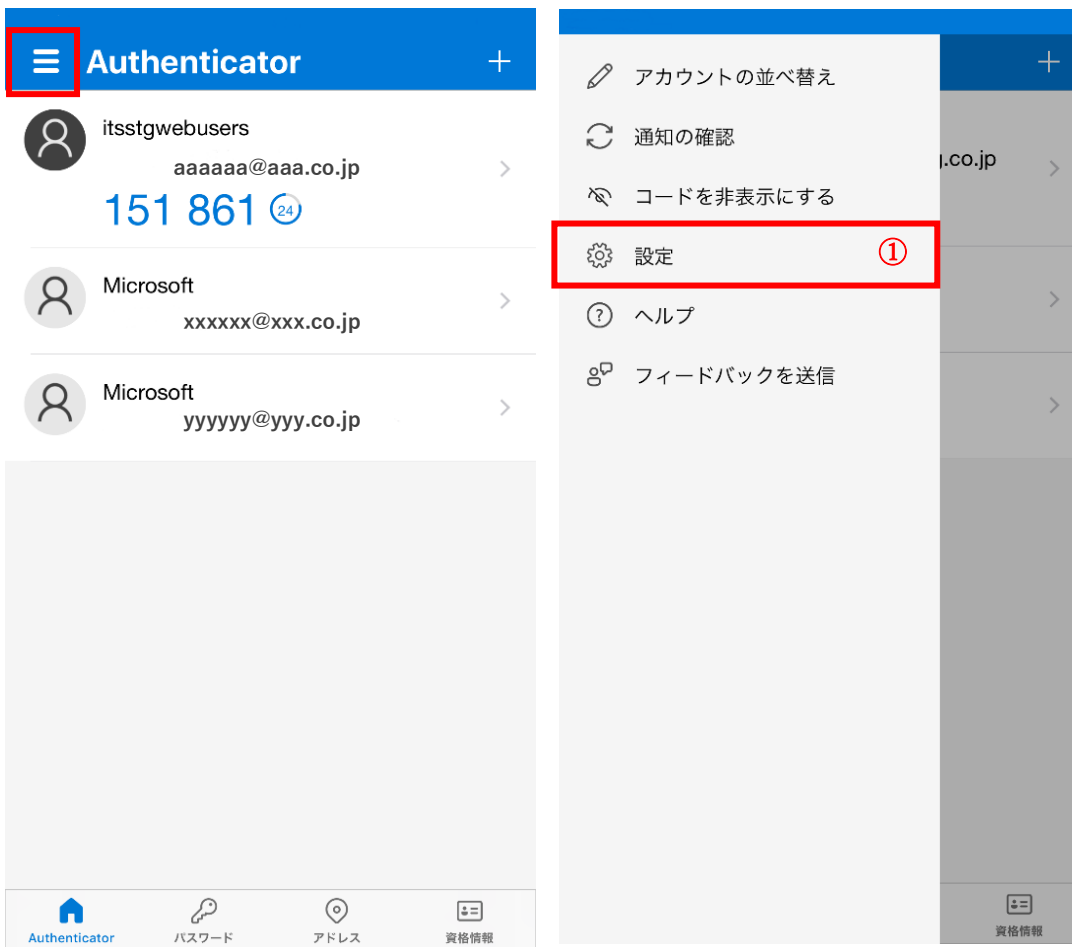 Authenticator
itsstgwebusers
aaaaaa@aaa.co.jp
151 861 24
Microsoft
xxxxxx@xxx.co.jp
Microsoft
yyyyyy@yyy.co.jp
Authenticator
パスワード
アドレス
資格情報
アカウントの並べ替え
通知の確認
コードを非表示にする
設定 ①
ヘルプ
フィードバックを送信
.co.jp
資格情報